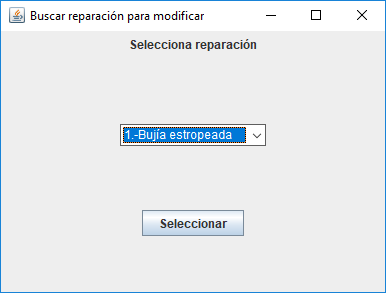 Buscar reparación para modificar
Selecciona reparación
1.-Bujía estropeada
Seleccionar